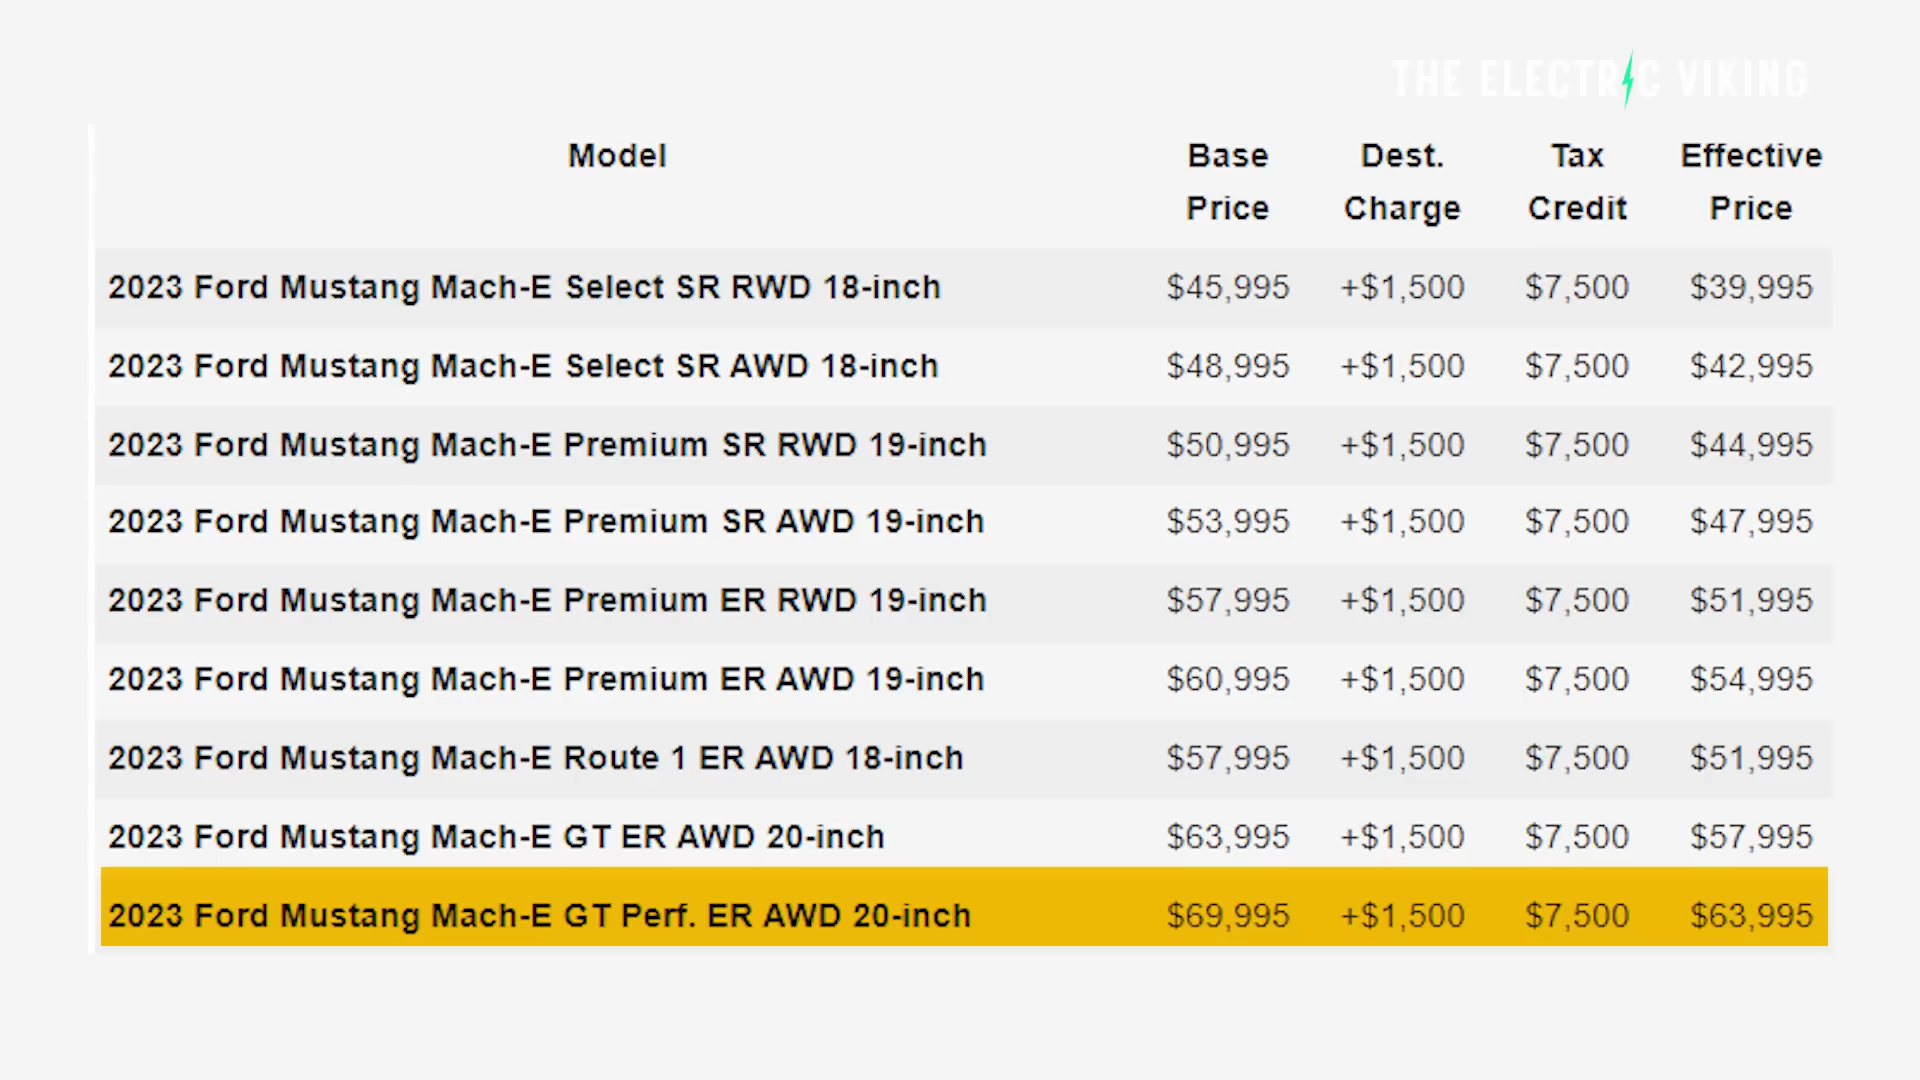 THE ELECTRIC VIKING
Model Base Price Dest. Charge Tax Credit Effective Price
2023 Ford Mustang Mach-E Select SR RWD 18-inch $45,995 +$1,500 $7,500 $39,995
2023 Ford Mustang Mach-E Select SR AWD 18-inch $48,995 +$1,500 $7,500 $42,995
2023 Ford Mustang Mach-E Premium SR RWD 19-inch $50,995 +$1,500 $7,500 $44,995
2023 Ford Mustang Mach-E Premium SR AWD 19-inch $53,995 +$1,500 $7,500 $47,995
2023 Ford Mustang Mach-E Premium ER RWD 19-inch $57,995 +$1,500 $7,500 $51,995
2023 Ford Mustang Mach-E Premium ER AWD 19-inch $60,995 +$1,500 $7,500 $54,995
2023 Ford Mustang Mach-E Route 1 ER AWD 18-inch $57,995 +$1,500 $7,500 $51,995
2023 Ford Mustang Mach-E GT ER AWD 20-inch $63,995 +$1,500 $7,500 $57,995
2023 Ford Mustang Mach-E GT Perf. ER AWD 20-inch $69,995 +$1,500 $7,500 $63,995